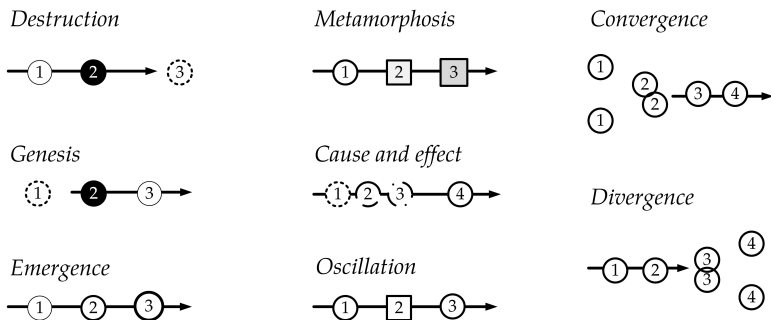 Destruction
1 2 3
Genesis
1 2 3
Emergence
1 2 3
Metamorphosis
1 2 3
Cause and effect
1 2 3 4
Oscillation
1 2 3
Convergence
1
2
2 3 4
1
Divergence
4
3
1 2
3
4